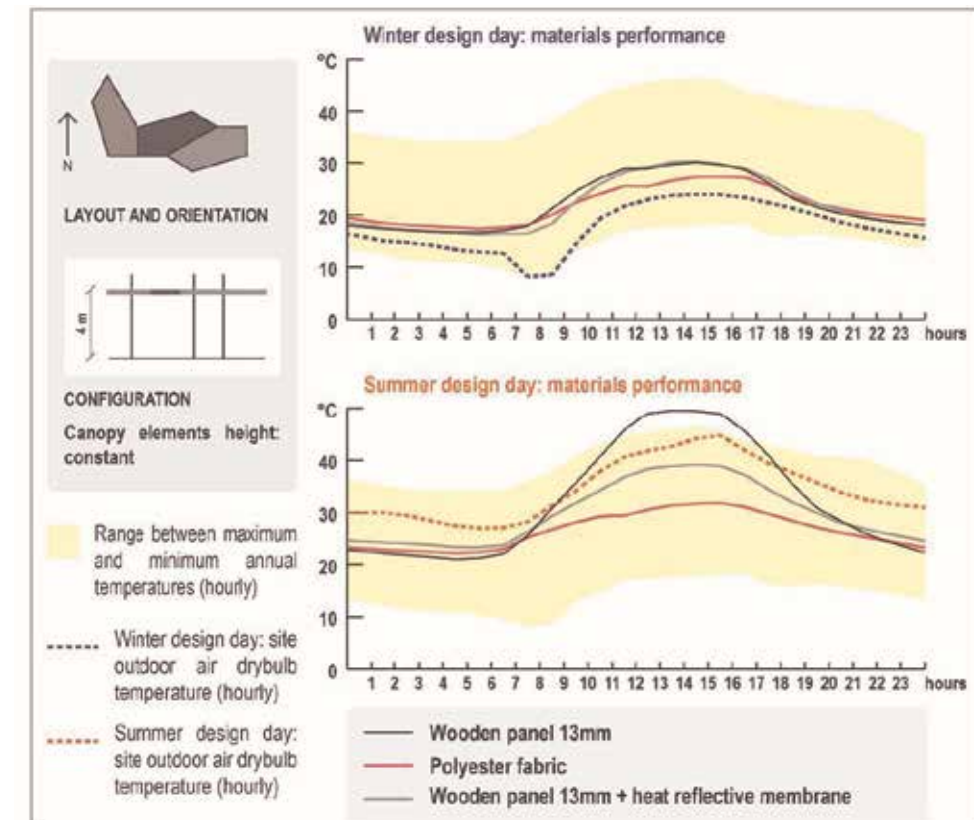 Winter design day: materials performance
°C
40
30
20
10
0
1 2 3 4 5 6 7 8 9 10 11 12 13 14 15 16 17 18 19 20 21 22 23 hours
N
LAYOUT AND ORIENTATION
4 m
CONFIGURATION
Canopy elements height:
constant
Summer design day: materials performance
°C
40
30
20
10
0
1 2 3 4 5 6 7 8 9 10 11 12 13 14 15 16 17 18 19 20 21 22 23 hours
Range between maximum
and minimum annual
temperatures (hourly)
Winter design day: site
outdoor air drybulb
temperature (hourly)
Summer design day:
site outdoor air drybulb
temperature (hourly)
Wooden panel 13mm
Polyester fabric
Wooden panel 13mm + heat reflective membrane